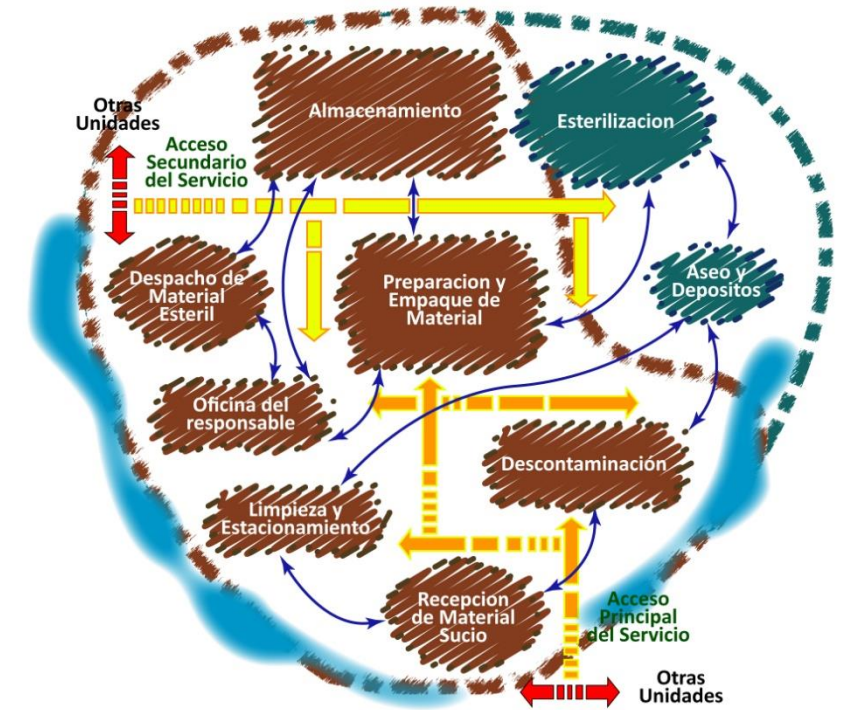 Almacenamiento
Esterilizacion
Otras
Unidades
Acceso
Secundario
del Servicio
Despacho de
Material
Esteril
Preparacion y
Empaque de
Material
Aseo y
Depositos
Oficina del
responsable
Descontaminación
Limpieza y
Estacionamiento
Recepcion
de Material
Sucio
Acceso
Principal
del Servicio
Otras
Unidades